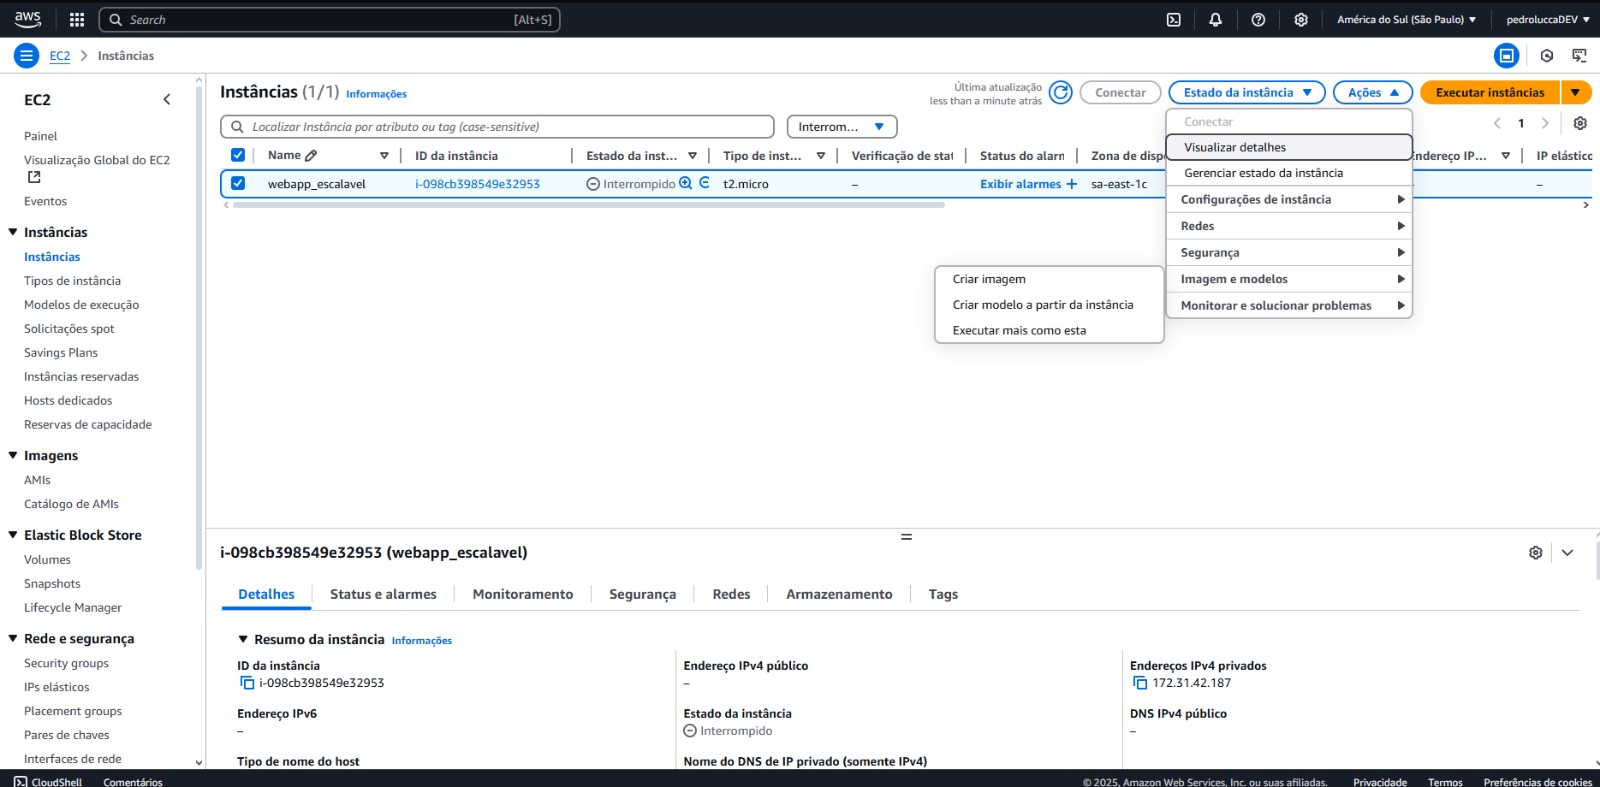 aws
Search
[Alt+S]
América do Sul (São Paulo)
pedroluccaDEV
EC2
Instâncias
EC2
Painel
Visualização Global do EC2
Eventos
Instâncias
Instâncias
Tipos de instância
Modelos de execução
Solicitações spot
Savings Plans
Instâncias reservadas
Hosts dedicados
Reservas de capacidade
Imagens
AMIs
Catálogo de AMIs
Elastic Block Store
Volumes
Snapshots
Lifecycle Manager
Rede e segurança
Security groups
IPs elásticos
Placement groups
Pares de chaves
Interfaces de rede
Instâncias (1/1) Informações
Última atualização
less than a minute atrás
Conectar
Estado da instância
Ações
Executar instâncias
Localizar Instância por atributo ou tag (case-sensitive)
Interrom...
1
Name
ID da instância
Estado da inst...
Tipo de inst...
Verificação de stat
Status do alarn
Zona de disp
Endereço IP...
IP elástico
webapp_escalavel
i-098cb398549e32953
Interrompido
t2.micro
–
Exibir alarmes +
sa-east-1c
–
Conectar
Visualizar detalhes
Gerenciar estado da instância
Configurações de instância
Redes
Segurança
Imagem e modelos
Monitorar e solucionar problemas
Criar imagem
Criar modelo a partir da instância
Executar mais como esta
i-098cb398549e32953 (webapp_escalavel)
Detalhes
Status e alarmes
Monitoramento
Segurança
Redes
Armazenamento
Tags
Resumo da instância Informações
ID da instância
i-098cb398549e32953
Endereço IPv4 público
–
Endereços IPv4 privados
172.31.42.187
Endereço IPv6
–
Estado da instância
Interrompido
DNS IPv4 público
–
Tipo de nome do host
Nome do DNS de IP privado (somente IPv4)
CloudShell
Comentários
© 2025, Amazon Web Services, Inc. ou suas afiliadas.
Privacidade
Termos
Preferências de cookies